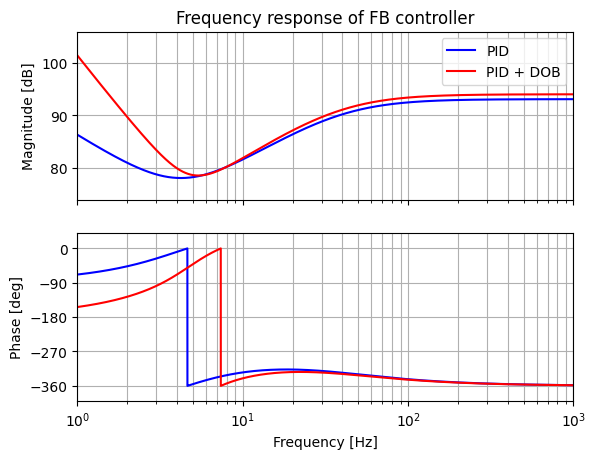 Frequency response of FB controller
Magnitude [dB]
100
90
80
PID
PID + DOB
Phase [deg]
0
−90
−180
−270
−360
10^0
10^1
10^2
10^3
Frequency [Hz]